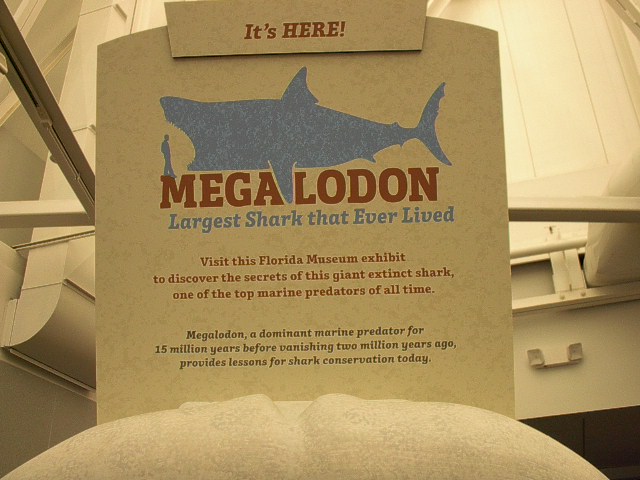 It's HERE!
MEGALODON
Largest Shark that Ever Lived
Visit this Florida Museum exhibit
to discover the secrets of this giant extinct shark,
one of the top marine predators of all time.
Megalodon, a dominant marine predator for
15 million years before vanishing two million years ago,
provides lessons for shark conservation today.